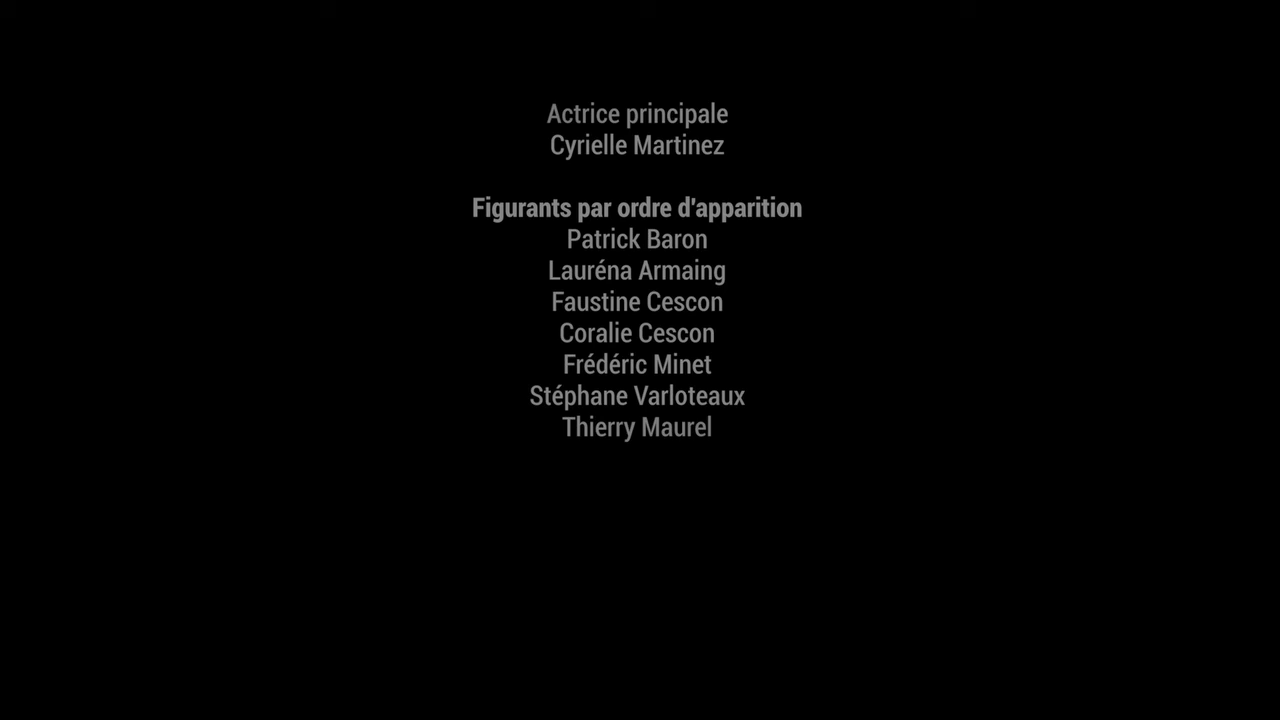 Actrice principale
Cyrielle Martinez
Figurants par ordre d'apparition
Patrick Baron
Lauréna Armaing
Faustine Cescon
Coralie Cescon
Frédéric Minet
Stéphane Varloteaux
Thierry Maurel